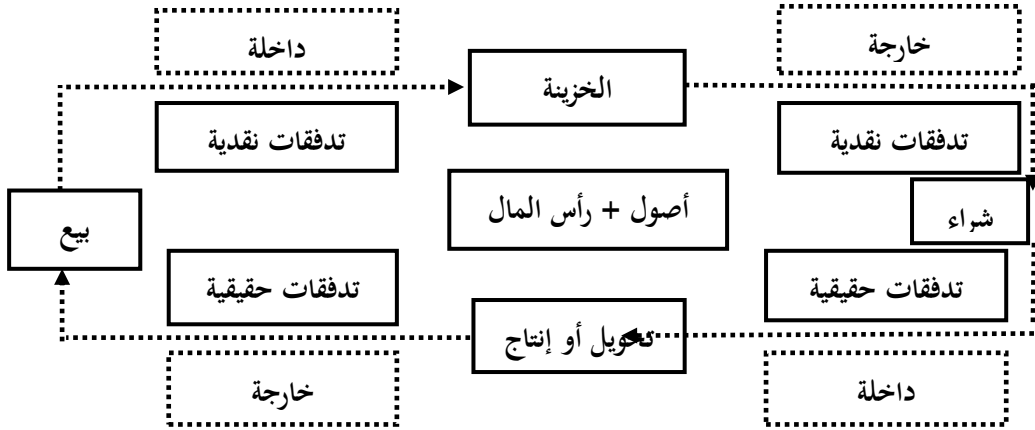 خارجة
داخلة
الخزينة
تدفقات نقدية
تدفقات نقدية
أصول + رأس المال
شراء
بيع
تدفقات حقيقية
تدفقات حقيقية
تحويل أو إنتاج
داخلة
خارجة